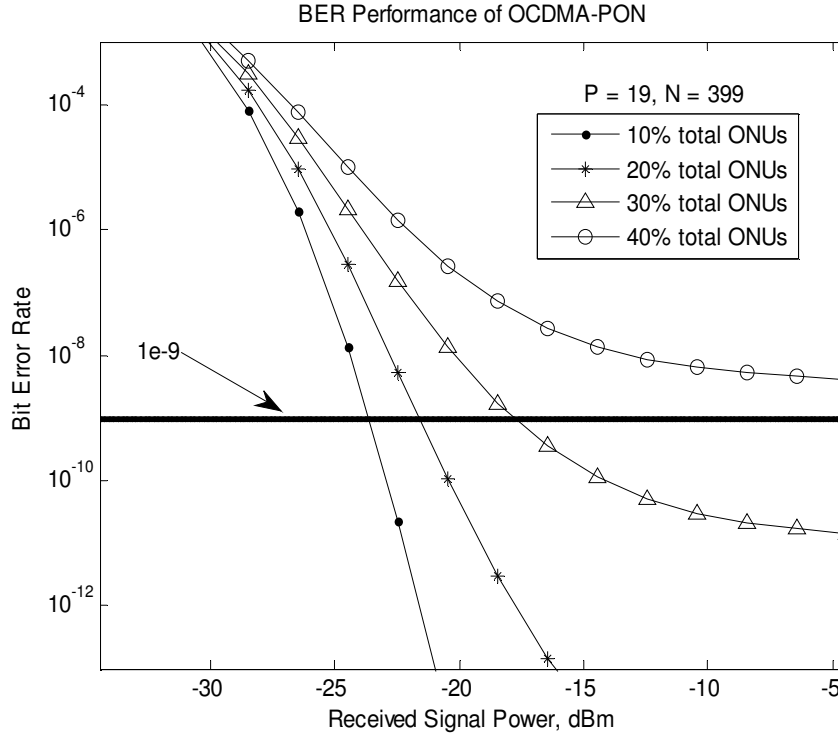 BER Performance of OCDMA-PON
P = 19, N = 399
10% total ONUs
20% total ONUs
30% total ONUs
40% total ONUs
1e-9
Bit Error Rate
10^-4
10^-6
10^-8
10^-10
10^-12
-30
-25
-20
-15
-10
-5
Received Signal Power, dBm